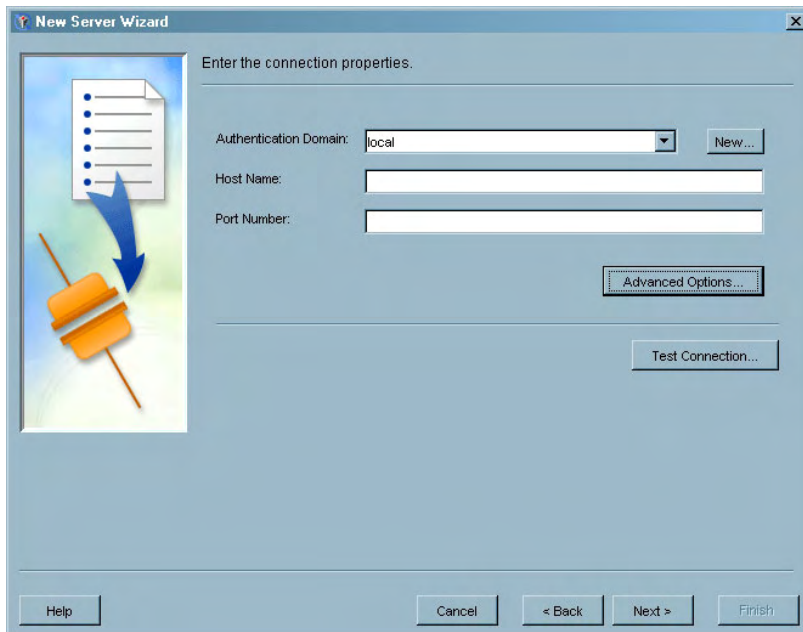 New Server Wizard
Enter the connection properties.
Authentication Domain: local New...
Host Name:
Port Number:
Advanced Options...
Test Connection...
Help Cancel < Back Next > Finish